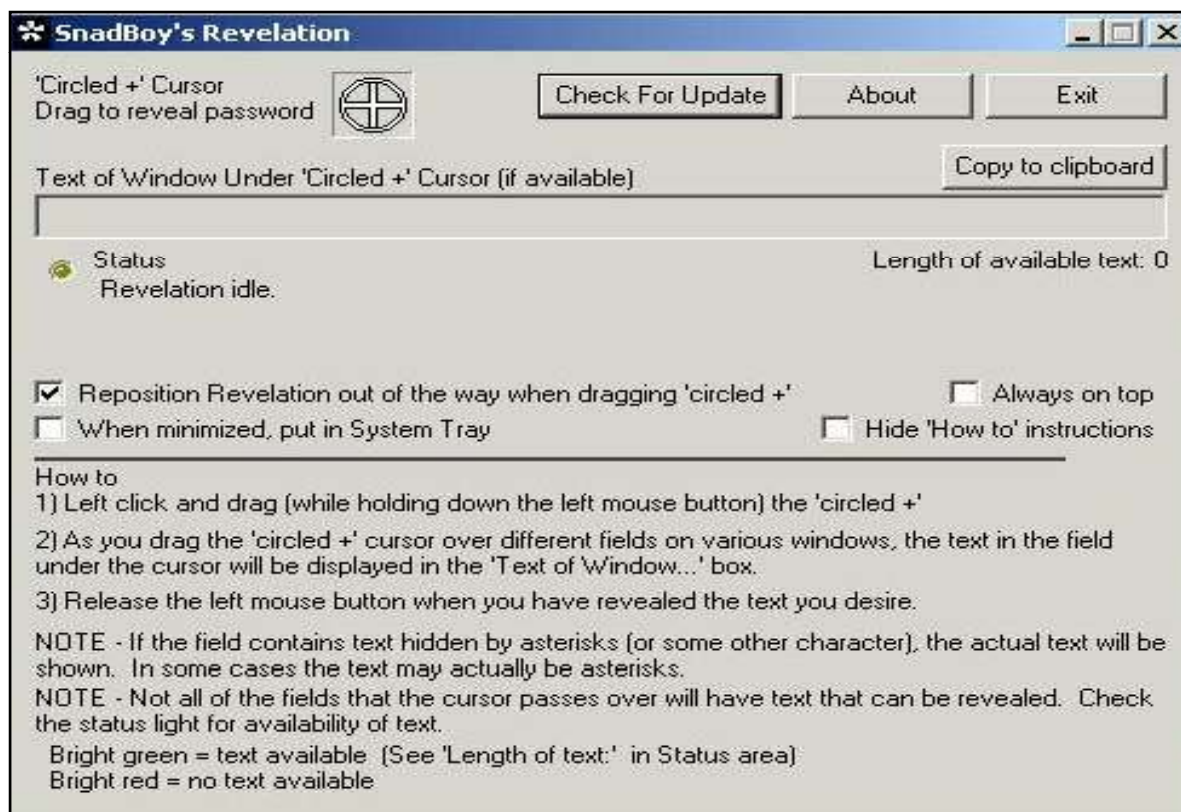 SnadBoy's Revelation
'Circled +' Cursor
Drag to reveal password
Check For Update
About
Exit
Copy to clipboard
Text of Window Under 'Circled +' Cursor (if available)
Status
Length of available text: 0
Revelation idle.
Reposition Revelation out of the way when dragging 'circled +'
Always on top
When minimized, put in System Tray
Hide 'How to' instructions
How to
1) Left click and drag (while holding down the left mouse button) the 'circled +'
2) As you drag the 'circled +' cursor over different fields on various windows, the text in the field
under the cursor will be displayed in the 'Text of Window...' box.
3) Release the left mouse button when you have revealed the text you desire.
NOTE - If the field contains text hidden by asterisks (or some other character), the actual text will be
shown.  In some cases the text may actually be asterisks.
NOTE - Not all of the fields that the cursor passes over will have text that can be revealed.  Check
the status light for availability of text.
Bright green = text available  (See 'Length of text:'  in Status area)
Bright red = no text available